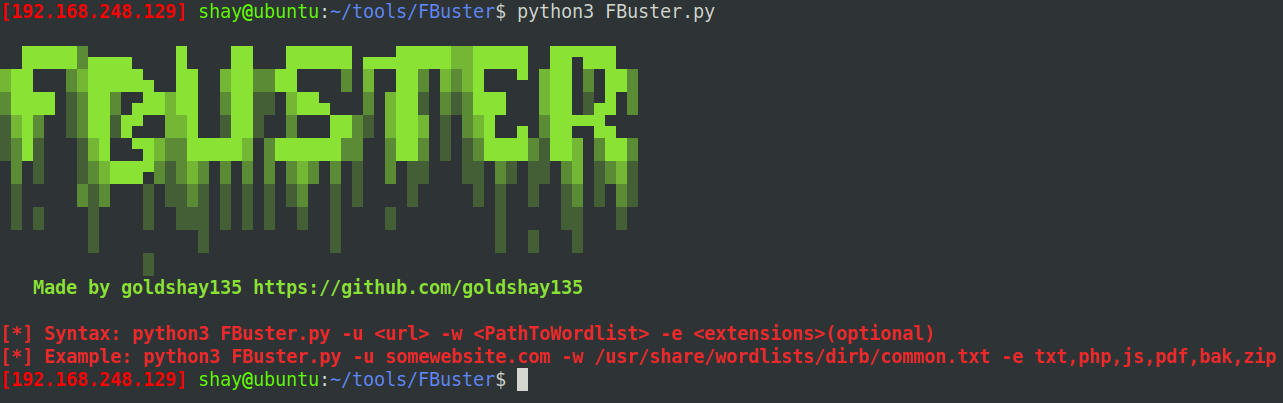 [192.168.248.129] shay@ubuntu:~/tools/FBuster$ python3 FBuster.py
FBUSTER
Made by goldshay135 https://github.com/goldshay135
[*] Syntax: python3 FBuster.py -u <url> -w <PathToWordlist> -e <extensions>(optional)
[*] Example: python3 FBuster.py -u somewebsite.com -w /usr/share/wordlists/dirb/common.txt -e txt,php,js,pdf,bak,zip
[192.168.248.129] shay@ubuntu:~/tools/FBuster$